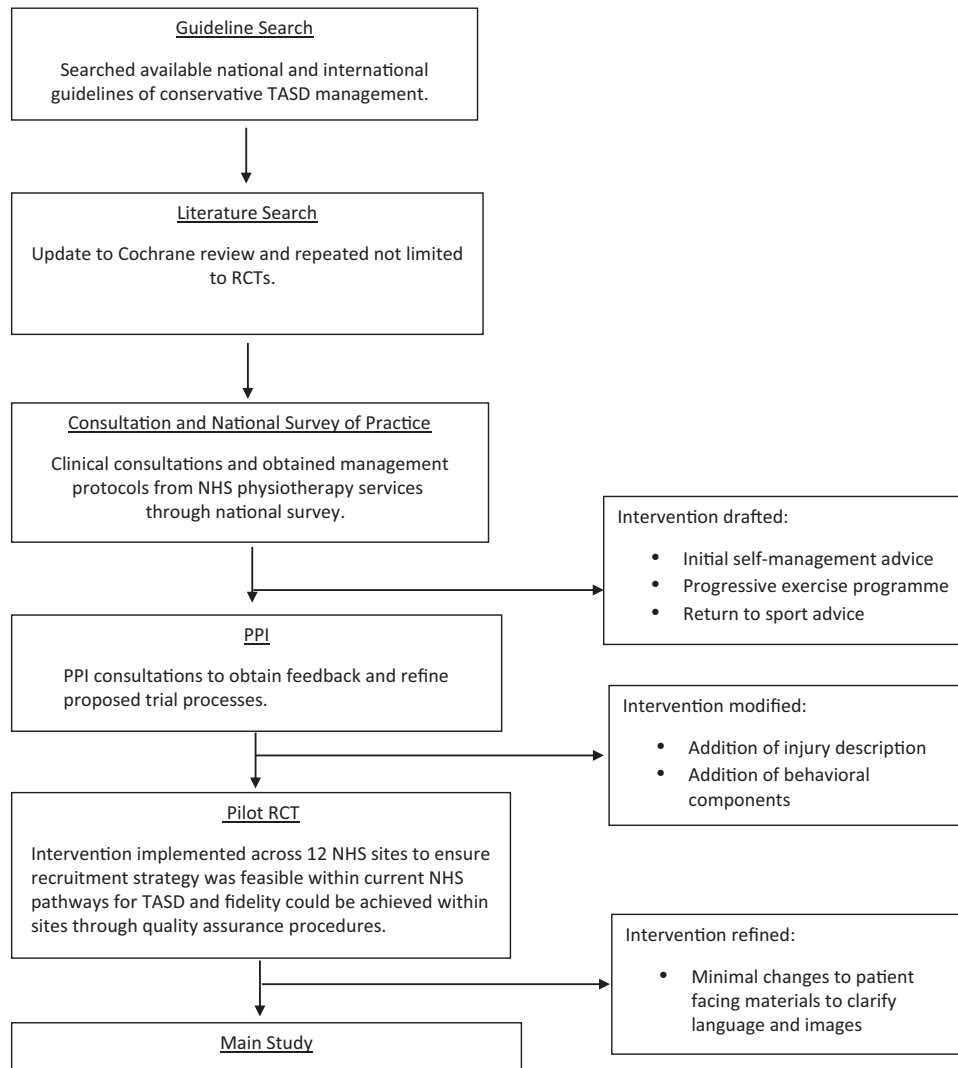 Guideline Search
Searched available national and international
guidelines of conservative TASD management.
Literature Search
Update to Cochrane review and repeated not limited
to RCTs.
Consultation and National Survey of Practice
Clinical consultations and obtained management
protocols from NHS physiotherapy services
through national survey.
Intervention drafted:
• Initial self-management advice
• Progressive exercise programme
• Return to sport advice
PPI
PPI consultations to obtain feedback and refine
proposed trial processes.
Intervention modified:
• Addition of injury description
• Addition of behavioral
components
Pilot RCT
Intervention implemented across 12 NHS sites to ensure
recruitment strategy was feasible within current NHS
pathways for TASD and fidelity could be achieved within
sites through quality assurance procedures.
Intervention refined:
• Minimal changes to patient
facing materials to clarify
language and images
Main Study